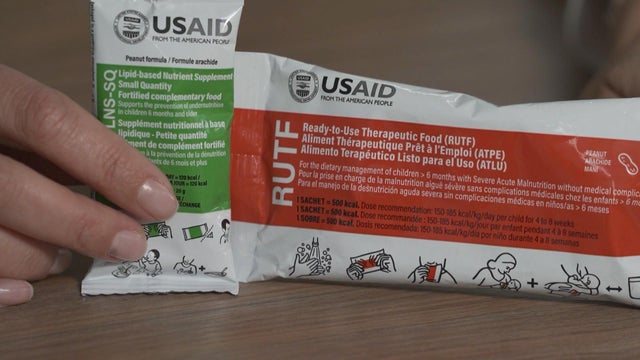 USAID
FROM THE AMERICAN PEOPLE
Peanut formula / Formule arachide
LNS-SQ
Lipid-based Nutrient Supplement
Small Quantity
Fortified complementary food
Supports the prevention of undernutrition
in children 6 months and older
Supplément nutritionnel à base
lipidique - Petite quantité
de 6 mois et plus
USAID
FROM THE AMERICAN PEOPLE
RUTF
Ready-to-Use Therapeutic Food (RUTF)
Aliment Thérapeutique Prêt à l'Emploi (ATPE)
Alimento Terapéutico Listo para el Uso (ATLU)
For the dietary management of children > 6 months with Severe Acute Malnutrition without medical complic
Pour la prise en charge de la malnutrition aiguë sévère sans complications médicales chez les enfants
Para el manejo de la desnutrición aguda severa sin complicaciones médicas en niños/as > 6 meses
1 SACHET = 500 kcal. Dose recommendation: 150-185 kcal/kg/day per child for 4 to 8 weeks
1 SACHET = 500 kcal. Dose recommandée : 150-185 kcal/kg/jour par enfant pendant 4 à 8 semaines
1 SOBRE = 500 kcal. Dosis recomendada: 150-185 kcal/kg/día por niño durante 4 a 8 semanas
PEANUT
ARACHIDE
MANÍ